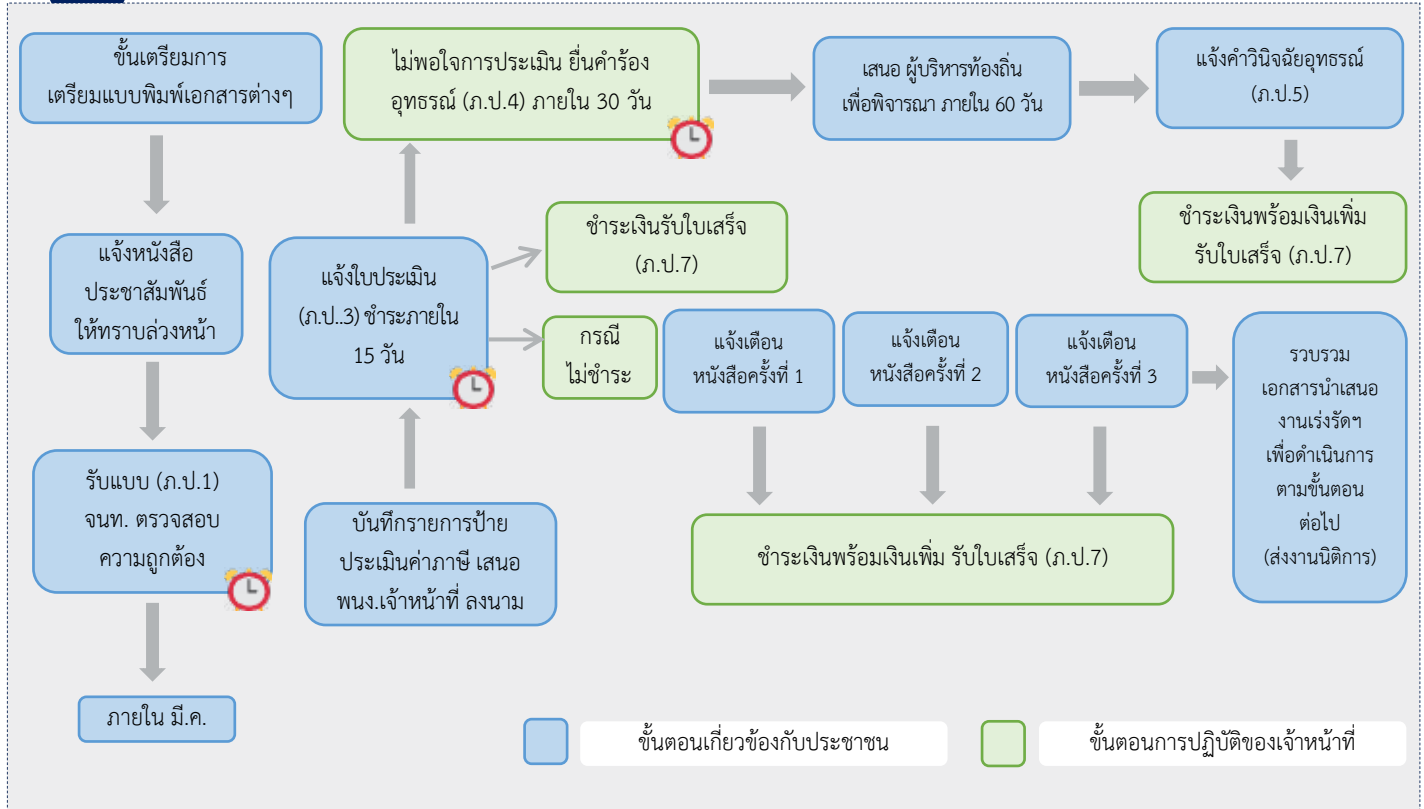 ขั้นเตรียมการ
เตรียมแบบพิมพ์เอกสารต่างๆ
ไม่พอใจการประเมิน ยื่นคำร้อง
อุทธรณ์ (ภ.ป.4) ภายใน 30 วัน
เสนอ ผู้บริหารท้องถิ่น
เพื่อพิจารณา ภายใน 60 วัน
แจ้งคำวินิจฉัยอุทธรณ์
(ภ.ป.5)
แจ้งหนังสือ
ประชาสัมพันธ์
ให้ทราบล่วงหน้า
แจ้งใบประเมิน
(ภ.ป..3) ชำระภายใน
15 วัน
ชำระเงินรับใบเสร็จ
(ภ.ป.7)
ชำระเงินพร้อมเงินเพิ่ม
รับใบเสร็จ (ภ.ป.7)
กรณี
ไม่ชำระ
แจ้งเตือน
หนังสือครั้งที่ 1
แจ้งเตือน
หนังสือครั้งที่ 2
แจ้งเตือน
หนังสือครั้งที่ 3
รวบรวม
เอกสารนำเสนอ
งานเร่งรัดฯ
เพื่อดำเนินการ
ตามขั้นตอน
ต่อไป
(ส่งงานนิติการ)
รับแบบ (ภ.ป.1)
จนท. ตรวจสอบ
ความถูกต้อง
บันทึกรายการป้าย
ประเมินค่าภาษี เสนอ
พนง.เจ้าหน้าที่ ลงนาม
ชำระเงินพร้อมเงินเพิ่ม รับใบเสร็จ (ภ.ป.7)
ภายใน มี.ค.
ขั้นตอนเกี่ยวข้องกับประชาชน
ขั้นตอนการปฏิบัติของเจ้าหน้าที่